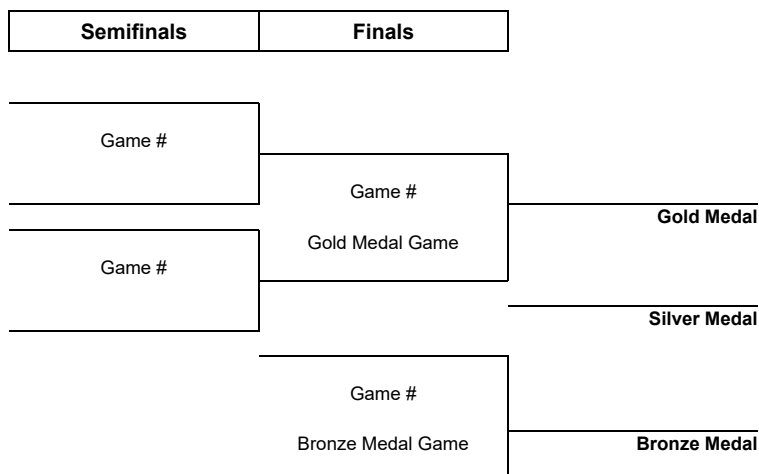 Semifinals Finals
Game #
Game #
Gold Medal
Gold Medal Game
Game #
Silver Medal
Game #
Bronze Medal Game Bronze Medal